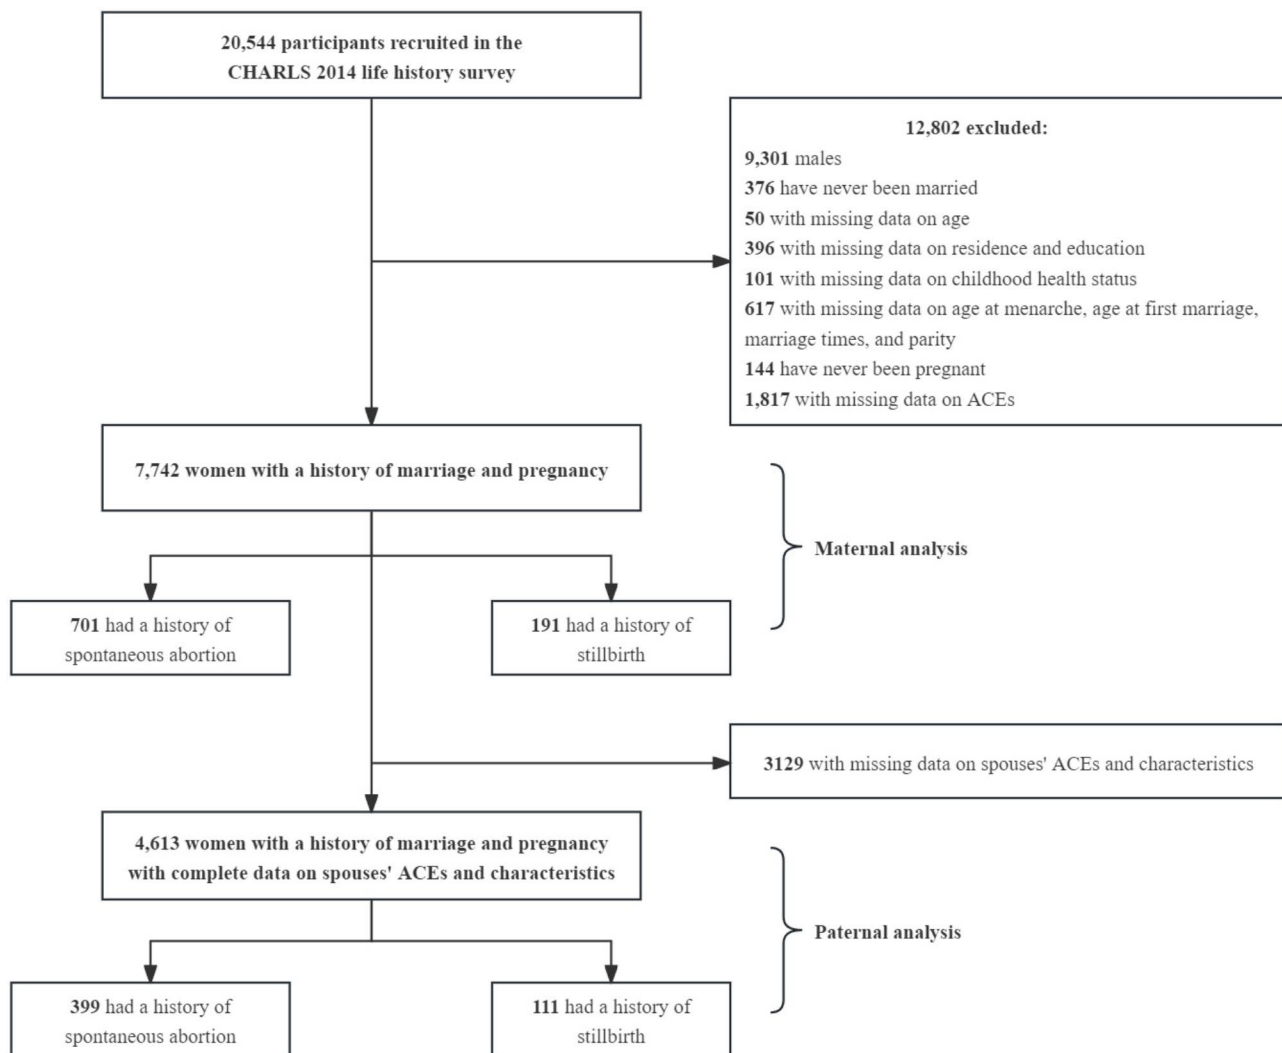 20,544 participants recruited in the
CHARLS 2014 life history survey
12,802 excluded:
9,301 males
376 have never been married
50 with missing data on age
396 with missing data on residence and education
101 with missing data on childhood health status
617 with missing data on age at menarche, age at first marriage,
marriage times, and parity
144 have never been pregnant
1,817 with missing data on ACEs
7,742 women with a history of marriage and pregnancy
Maternal analysis
701 had a history of
spontaneous abortion
191 had a history of
stillbirth
3129 with missing data on spouses' ACEs and characteristics
4,613 women with a history of marriage and pregnancy
with complete data on spouses' ACEs and characteristics
Paternal analysis
399 had a history of
spontaneous abortion
111 had a history of
stillbirth